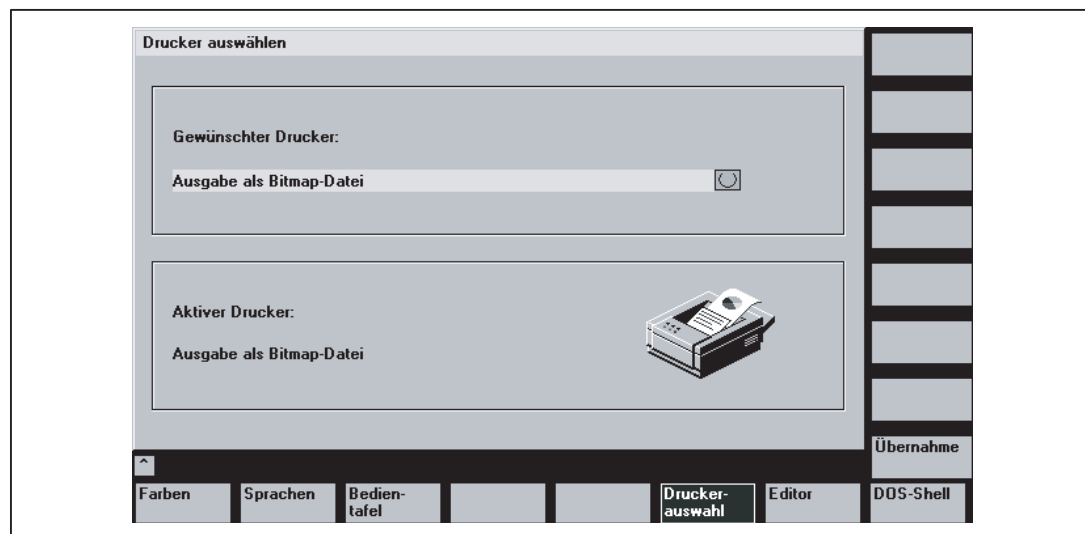 Drucker auswählen
Gewünschter Drucker:
Ausgabe als Bitmap-Datei
Aktiver Drucker:
Ausgabe als Bitmap-Datei
Übernahme
^
Farben
Sprachen
Bedien-
tafel
Drucker-
auswahl
Editor
DOS-Shell